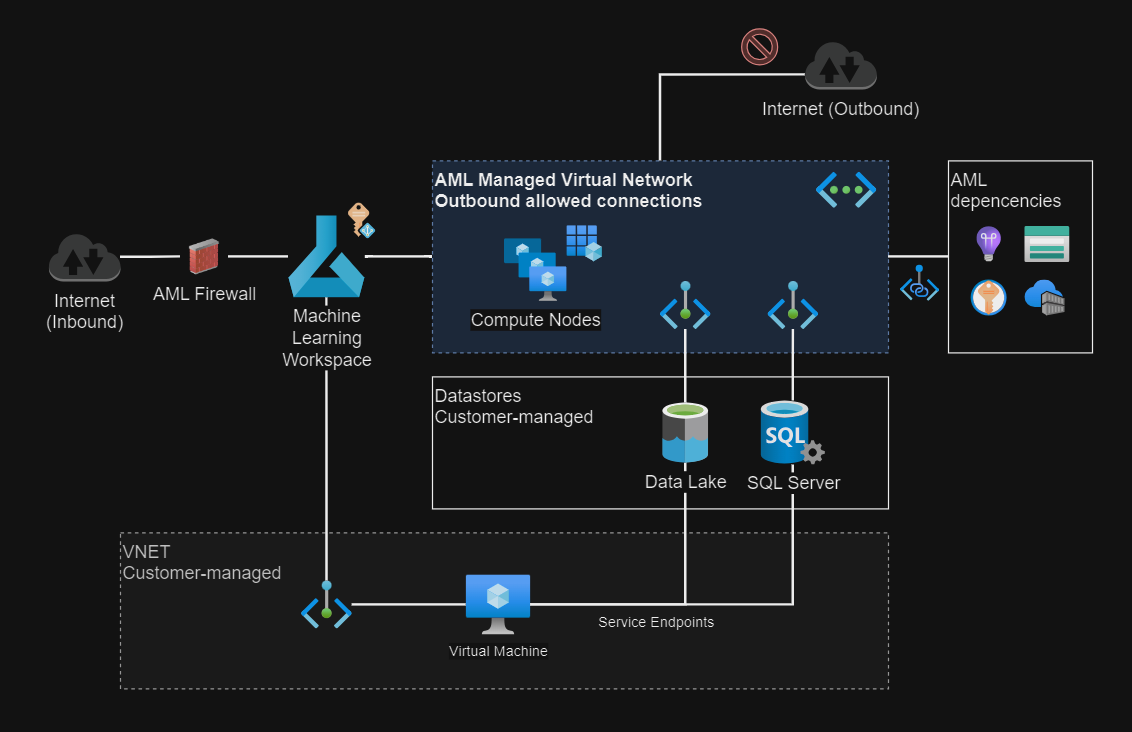 Internet (Outbound)
AML Managed Virtual Network
Outbound allowed connections
AML
depencencies
Internet
(Inbound)
AML Firewall
Machine
Learning
Workspace
Compute Nodes
Datastores
Customer-managed
SQL
Data Lake
SQL Server
VNET
Customer-managed
Service Endpoints
Virtual Machine